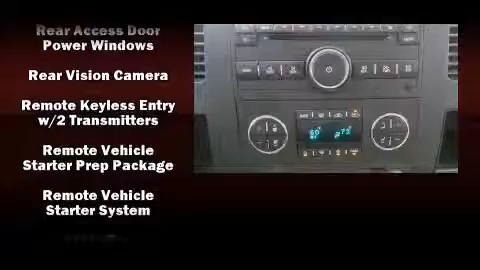 Rear Access Door
Power Windows
Rear Vision Camera
Remote Keyless Entry
w/2 Transmitters
Remote Vehicle
Starter Prep Package
Remote Vehicle
Starter System
73°